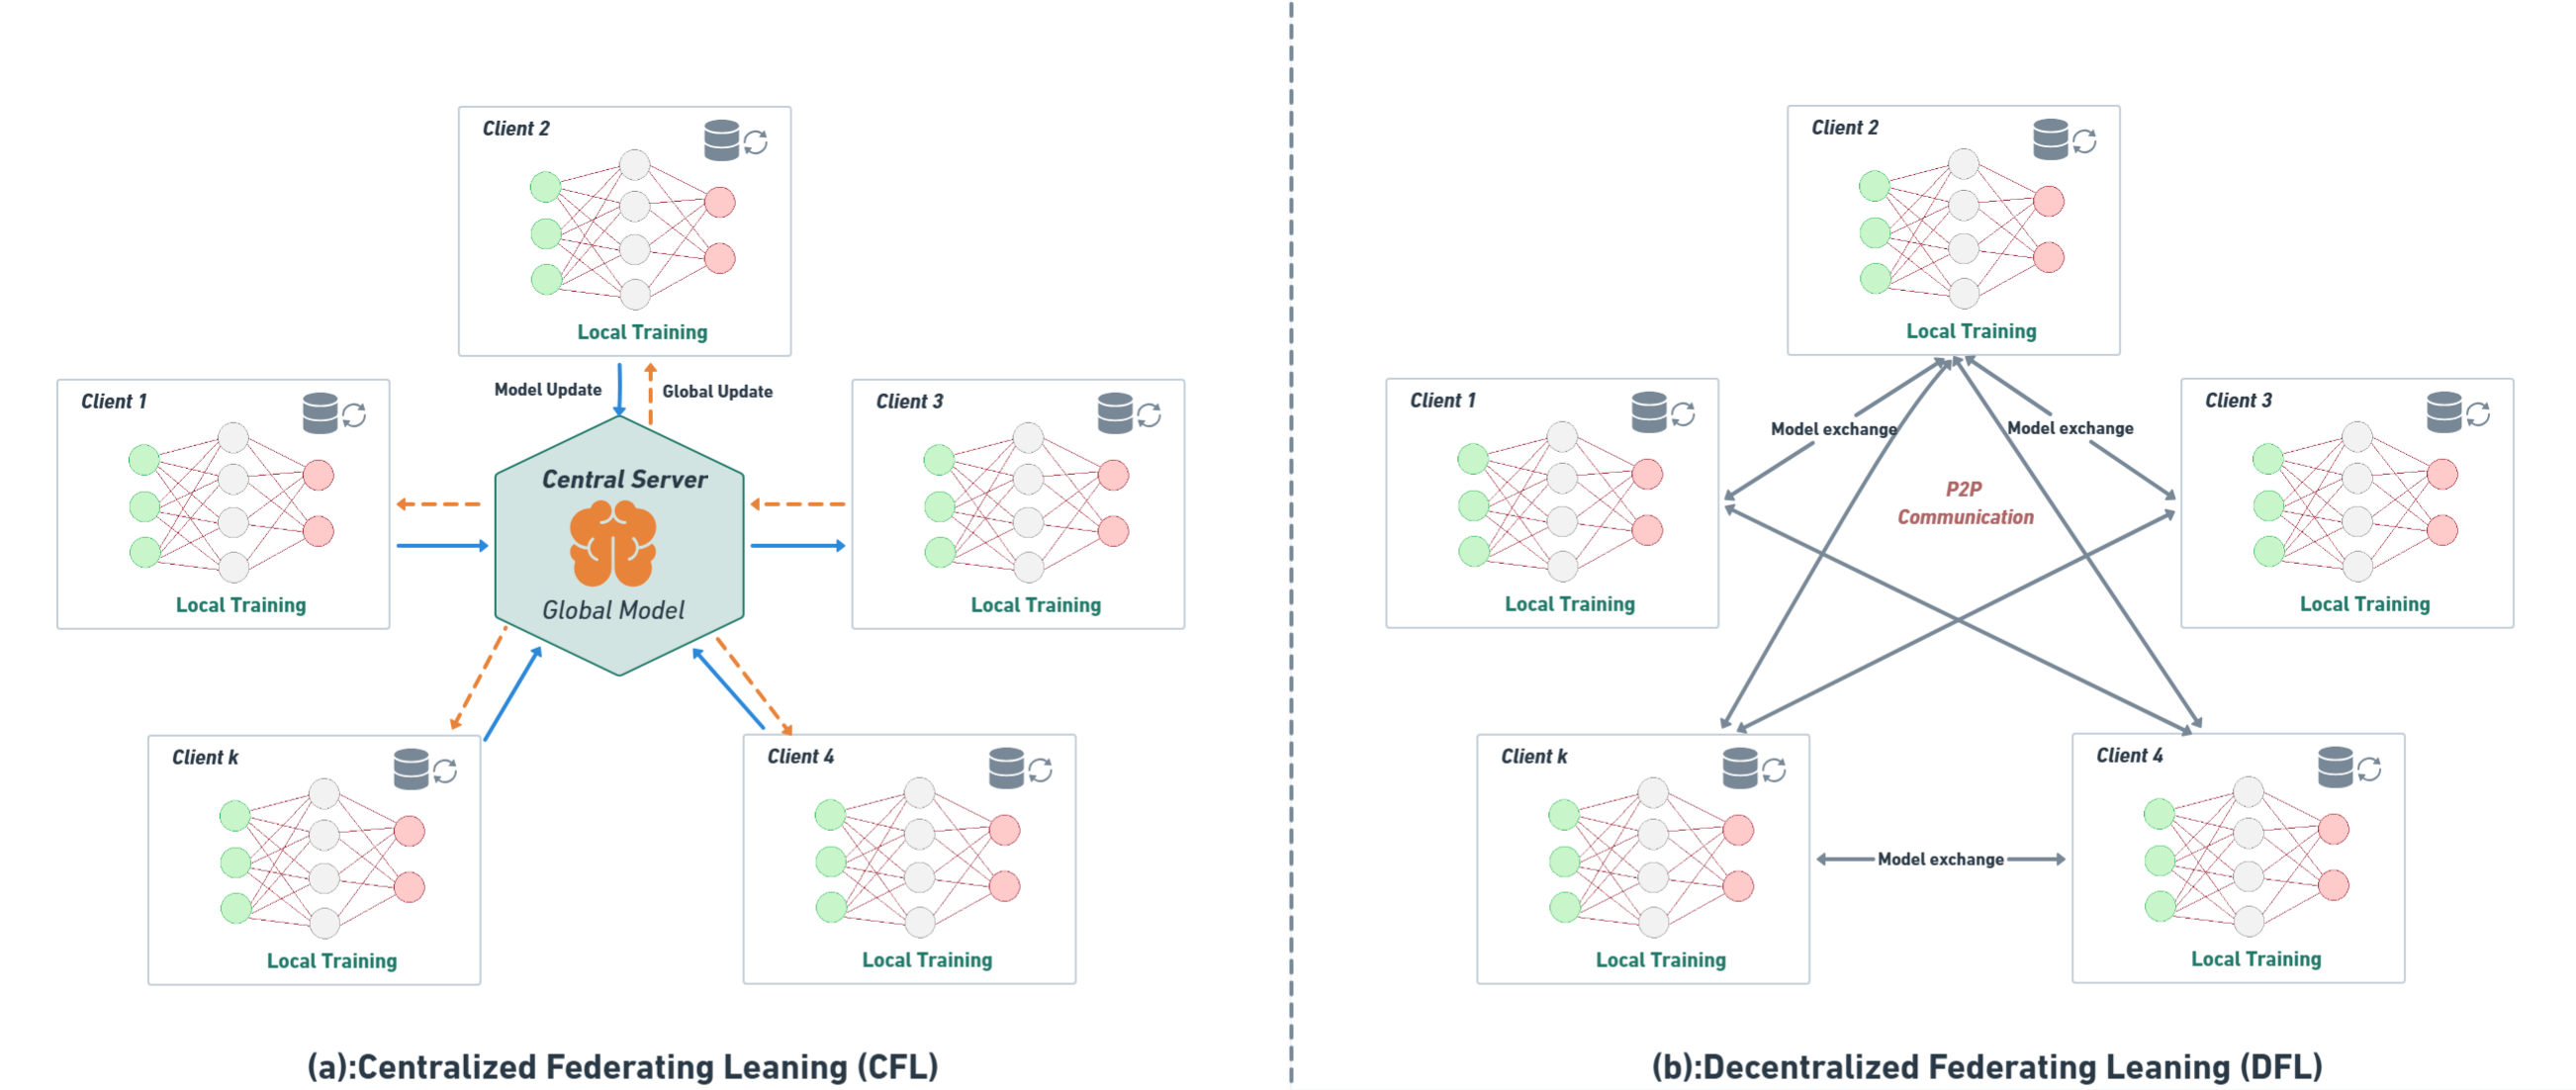 Client 2
Local Training
Model Update
Global Update
Client 1
Local Training
Central Server
Global Model
Client 3
Local Training
Client k
Local Training
Client 4
Local Training
(a):Centralized Federating Leaning (CFL)
Client 2
Local Training
Client 1
Local Training
Model exchange
Model exchange
P2P
Communication
Client 3
Local Training
Client k
Local Training
Model exchange
Client 4
Local Training
(b):Decentralized Federating Leaning (DFL)